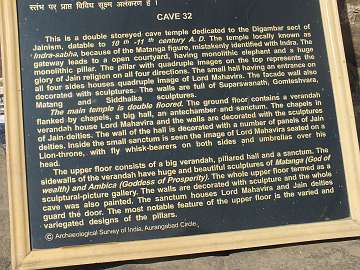 स्तंभ पर प्राप्त विविध सूक्ष्म अलंकरण है ।
CAVE 32
This is a double storeyed cave temple dedicated to the Digambar sect of
Jainism, datable to 10 th -11 th century A. D. The temple locally known as
'Indra-sabha, because of the Matanga figure, mistakenly identified with Indra. The
gateway leads to a open courtyard, having monolithic elephant and a huge
monolithic pillar. The pillar with quadruple images on the top represents the
glory of Jain religion on all four directions. The small hall having an entrance on
all four sides houses quadruple image of Lord Mahavira. The facade wall also
decorated with sculptures. The walls are full of Suparswanath, Gomteshwara,
Matang and Siddhaika sculptures.
The main temple is double floored. The ground floor contains a verandah
flanked by chapels, a big hall, an antechamber and sanctum. The chapels in
verandah house Lord Mahavira and the walls are decorated with the sculptures
of Jain-deities. The wall of the hall is decorated with a number of panels of Jain
deities. Inside the small sanctum is seen the image of Lord Mahavira seated on a
Lion-throne, with fly whisk-bearers on both sides and umbrellas over his
head.
The upper floor consists of a big verandah, pillared hall and a sanctum. The
sidewalls of the verandah have huge and beautiful sculptures of Matanga (God of
wealth) and Ambica (Goddess of Prosperity). The whole upper floor termed as a
sculptural-picture gallery. The walls are decorated with sculpture and the whole
cave was also painted. The sanctum houses Lord Mahavira and Jain deities
guard the door. The most notable feature of the upper floor is the varied and
variegated designs of the pillars.
© Archaeological Survey of India, Aurangabad Circle,